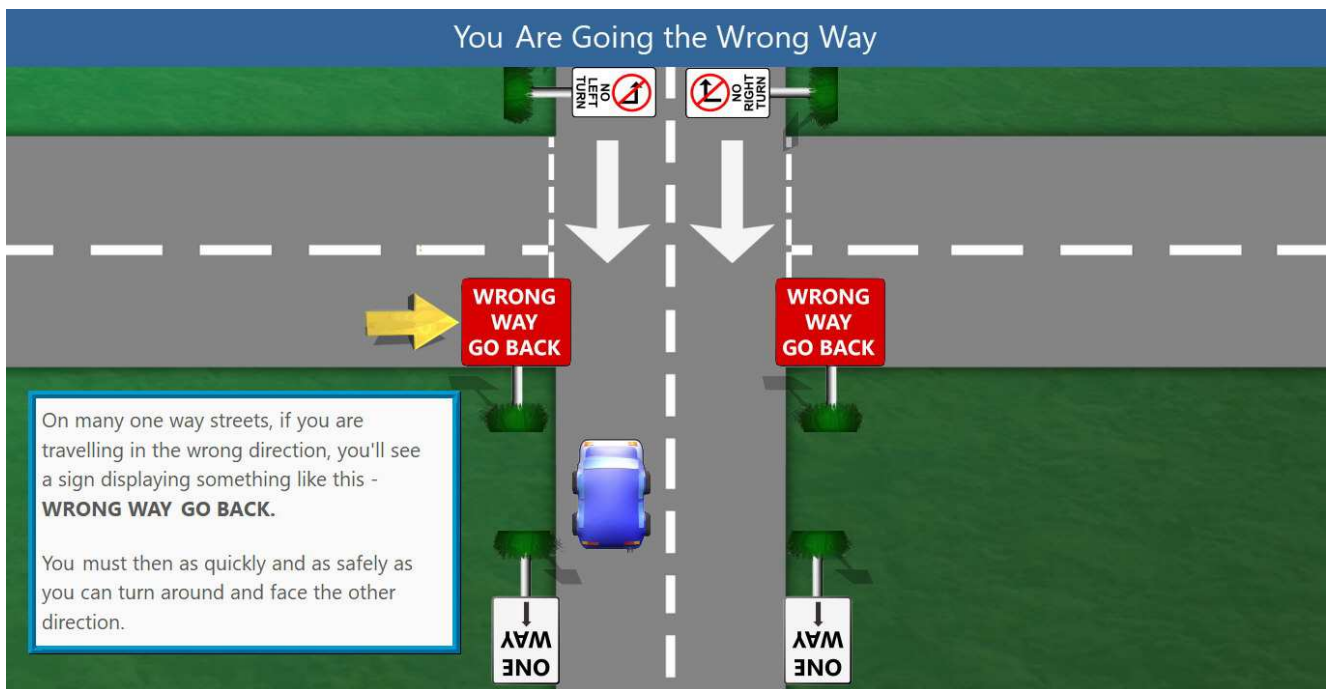 You Are Going the Wrong Way
NO
LEFT
TURN
NO
RIGHT
TURN
WRONG
WAY
GO BACK
WRONG
WAY
GO BACK
On many one way streets, if you are
travelling in the wrong direction, you'll see
a sign displaying something like this -
WRONG WAY GO BACK.
You must then as quickly and as safely as
you can turn around and face the other
direction.
ONE
WAY
ONE
WAY